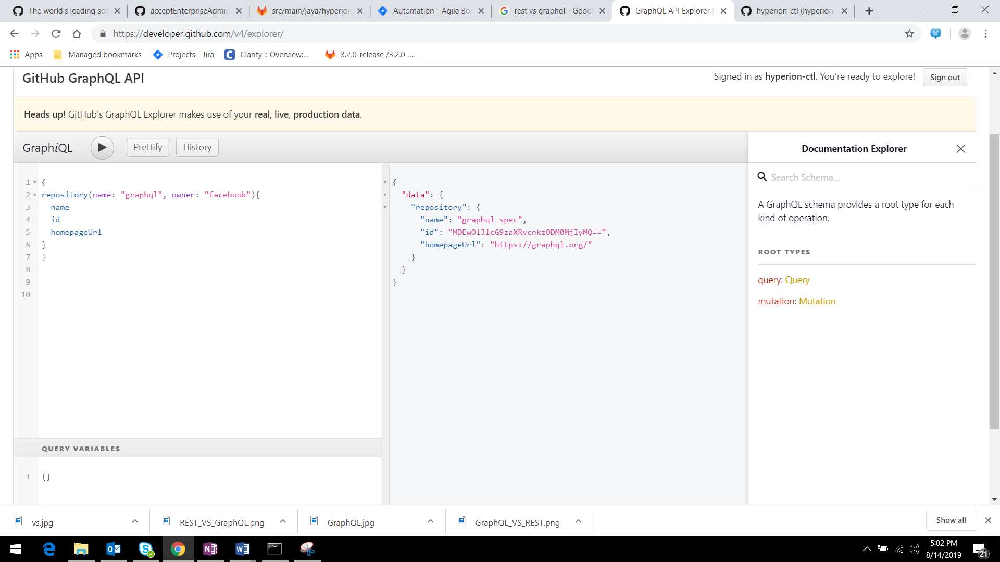 The world's leading sof
acceptEnterpriseAdmin
src/main/java/hyperion
Automation - Agile Boa
rest vs graphql - Googl
GraphQL API Explorer |
hyperion-ctl (hyperion-
https://developer.github.com/v4/explorer/
Apps
Managed bookmarks
Projects - Jira
Clarity :: Overview:...
3.2.0-release /3.2.0-...
GitHub GraphQL API
Signed in as hyperion-ctl. You're ready to explore!
Sign out
Heads up! GitHub's GraphQL Explorer makes use of your real, live, production data.
GraphiQL
Prettify
History
1 {
2 repository(name: "graphql", owner: "facebook"){
3 name
4 id
5 homepageUrl
6 }
7 }
8
9
10
{
"data": {
"repository": {
"name": "graphql-spec",
"id": "MDEwOlJlcG9zaXRvcnkzODM0MjIyMQ==",
"homepageUrl": "https://graphql.org/"
}
}
}
Documentation Explorer
Search Schema...
A GraphQL schema provides a root type for each
kind of operation.
ROOT TYPES
query: Query
mutation: Mutation
QUERY VARIABLES
1 {}
vs.jpg
REST_VS_GraphQL.png
GraphQL.jpg
GraphQL_VS_REST.png
Show all
5:02 PM
8/14/2019
21